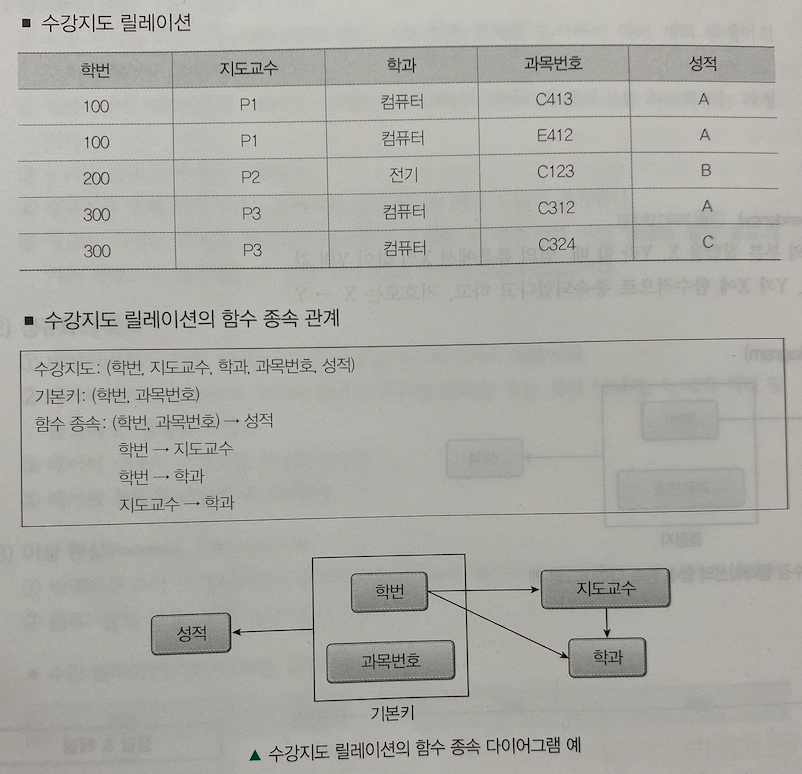 ■ 수강지도 릴레이션
학번 지도교수 학과 과목번호 성적
100 P1 컴퓨터 C413 A
100 P1 컴퓨터 E412 A
200 P2 전기 C123 B
300 P3 컴퓨터 C312 A
300 P3 컴퓨터 C324 C
■ 수강지도 릴레이션의 함수 종속 관계
수강지도: (학번, 지도교수, 학과, 과목번호, 성적)
기본키: (학번, 과목번호)
함수 종속: (학번, 과목번호) → 성적
학번 → 지도교수
학번 → 학과
지도교수 → 학과
학번
지도교수
성적
과목번호
학과
기본키
▲ 수강지도 릴레이션의 함수 종속 다이어그램 예